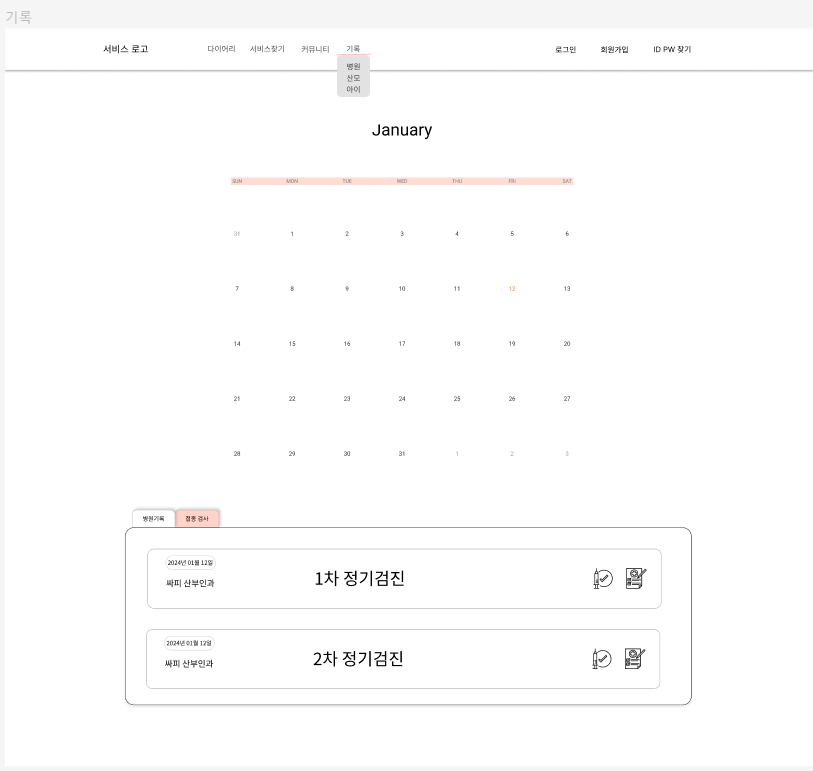 기록
서비스 로고 다이어리 서비스찾기 커뮤니티 기록 로그인 회원가입 ID PW 찾기
병원
산모
아이
January
SUN MON TUE WED THU FRI SAT
31 1 2 3 4 5 6
7 8 9 10 11 12 13
14 15 16 17 18 19 20
21 22 23 24 25 26 27
28 29 30 31 1 2 3
병원기록 접종 검사
2024년 01월 12일
싸피 산부인과
1차 정기검진
2024년 01월 12일
싸피 산부인과
2차 정기검진